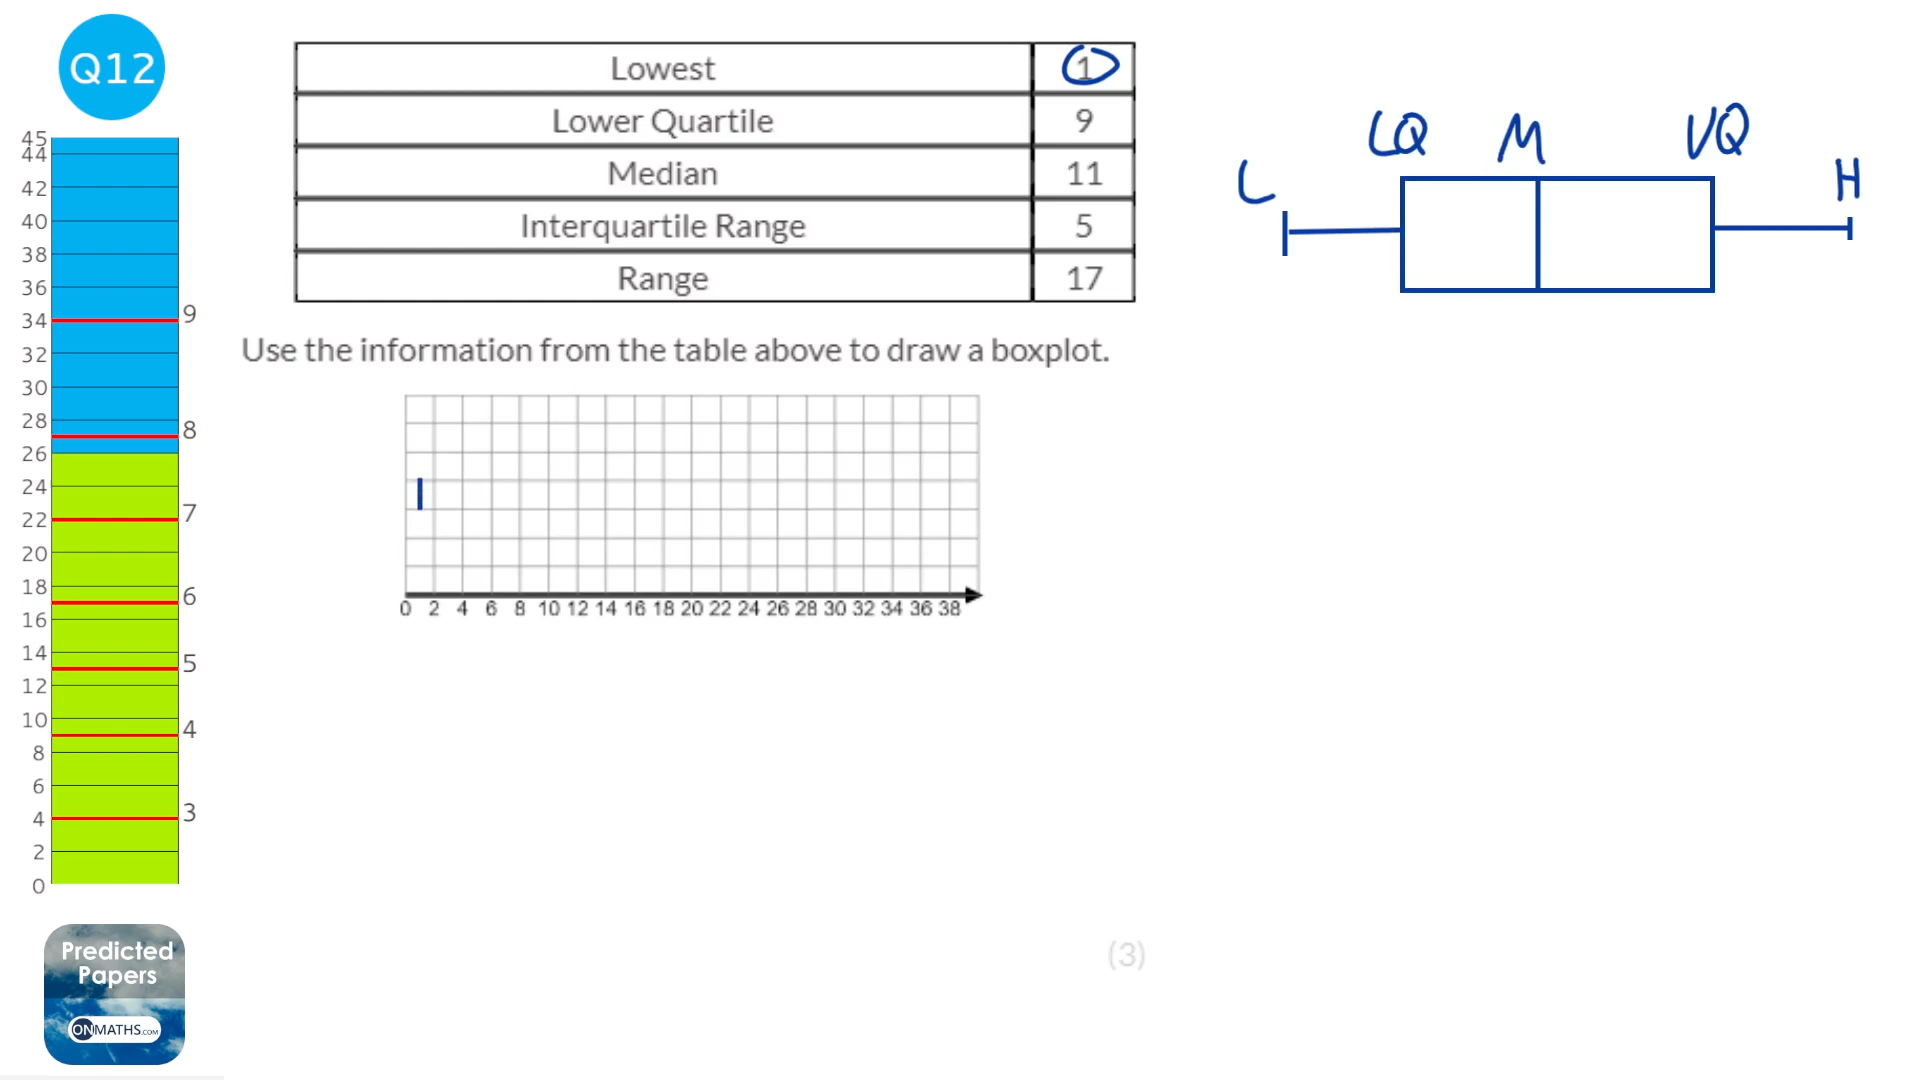 Q12
Lowest 1
Lower Quartile 9
Median 11
Interquartile Range 5
Range 17
Use the information from the table above to draw a boxplot.
0 2 4 6 8 10 12 14 16 18 20 22 24 26 28 30 32 34 36 38
(3)
L LQ M UQ H
45
44
42
40
38
36
34 9
32
30
28 8
26
24
22 7
20
18 6
16
14 5
12
10 4
8
6
4 3
2
0
Predicted
Papers
ONMATHS.COM